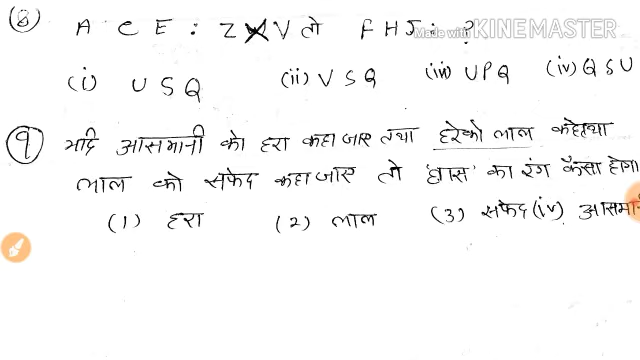 Made with KINEMASTER
(8) A C E : Z X V तो F H J : ?
(i) U S Q (ii) V S Q (iii) U P Q (iv) Q S U
(9) यदि आसमानी को हरा कहा जाए तथा हरेको लाल कहे तथा
लाल को सफेद कहा जाए तो 'घास' का रंग कैसा होगा
(1) हरा (2) लाल (3) सफेद (iv) आसमानी